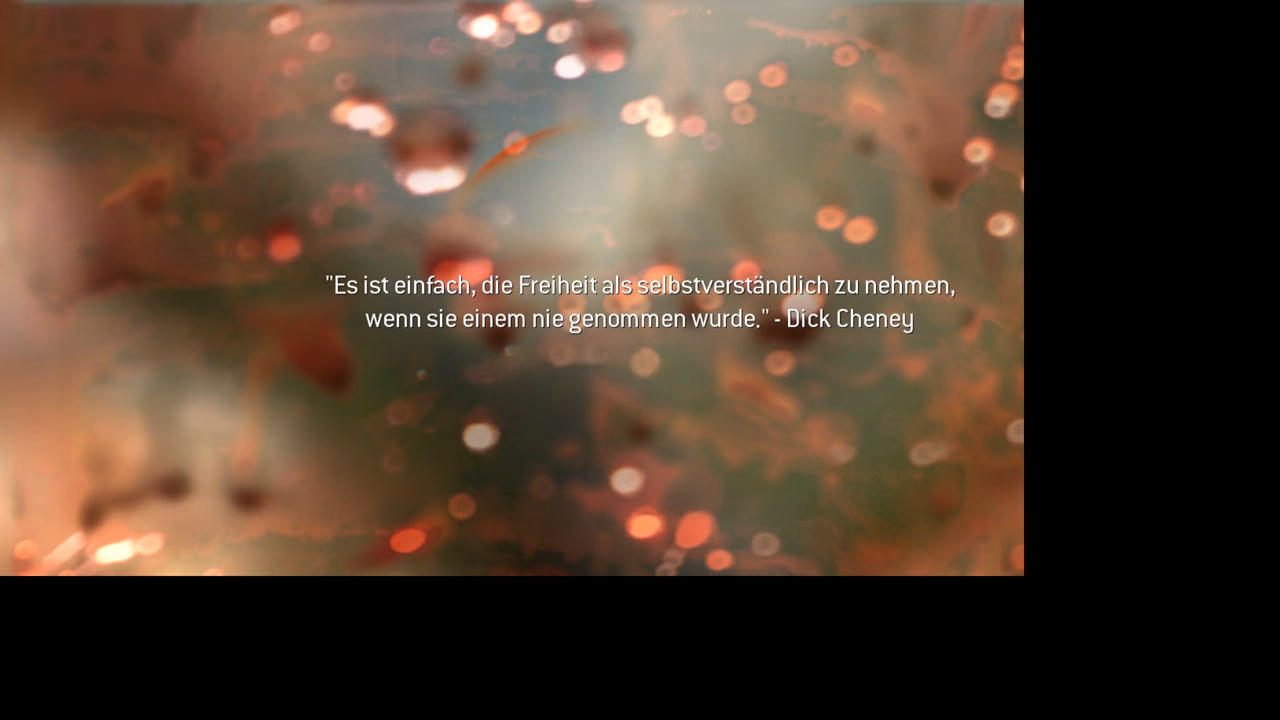 "Es ist einfach, die Freiheit als selbstverständlich zu nehmen,
wenn sie einem nie genommen wurde." - Dick Cheney